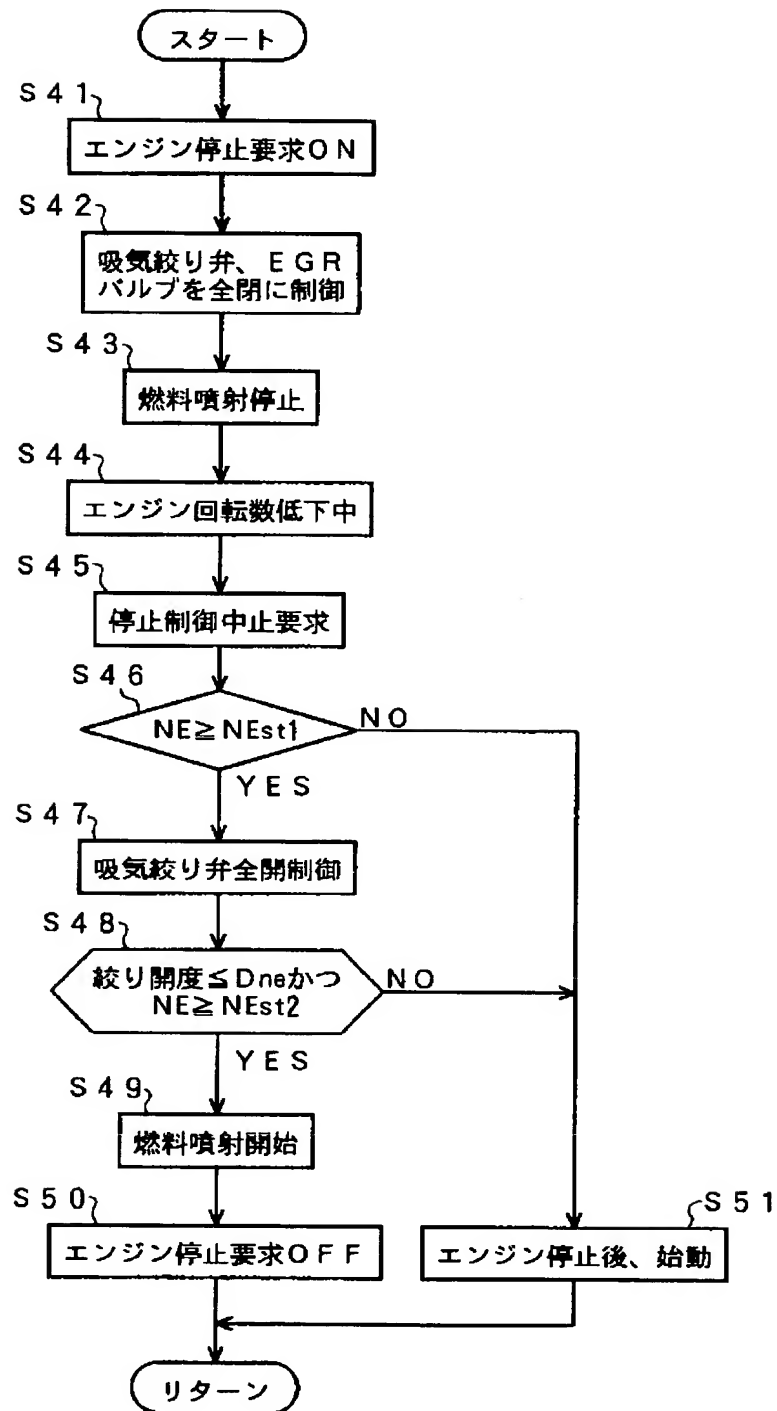 スタート
S41
エンジン停止要求ON
S42
吸気絞り弁、EGR
バルブを全閉に制御
S43
燃料噴射停止
S44
エンジン回転数低下中
S45
停止制御中止要求
S46
NE≧NEst1
NO
YES
S47
吸気絞り弁全開制御
S48
絞り開度≦Dneかつ
NE≧NEst2
NO
YES
S49
燃料噴射開始
S50
エンジン停止要求OFF
S51
エンジン停止後、始動
リターン